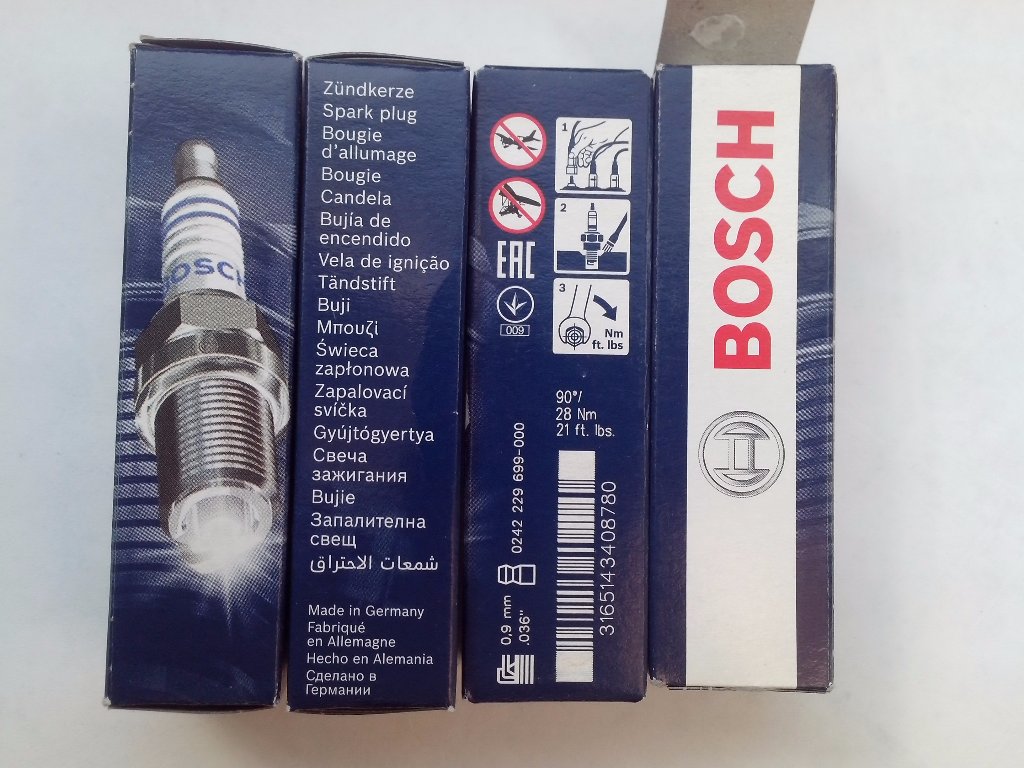 BOSCH
Zündkerze
Spark plug
Bougie
d'allumage
Bougie
Candela
Bujía de
encendido
Vela de ignição
Tändstift
Buji
Μπουζί
Świeca
zapłonowa
Zapalovací
svíčka
Gyújtógyertya
Свеча
зажигания
Bujie
Запалителна
свещ
شمعات الاحتراق
Made in Germany
Fabriqué
en Allemagne
Hecho en Alemania
Сделано в
Германии
1
2
3
Nm
ft. lbs
EAC
009
90°/
28 Nm
21 ft. lbs.
0242 229 699-000
0,9 mm
.036"
3165143408780
BOSCH